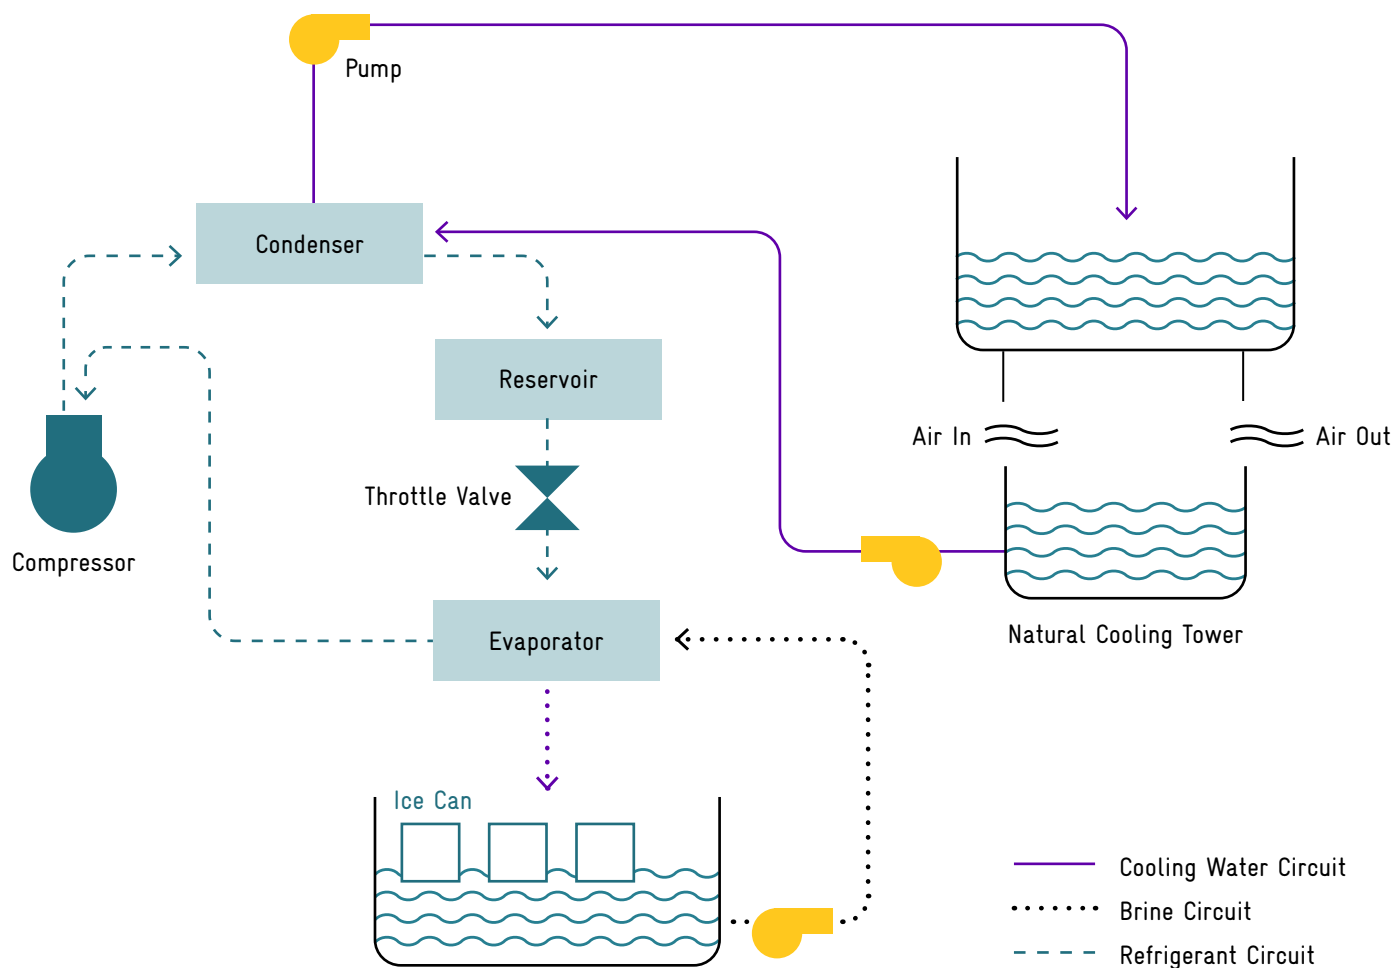 Pump
Condenser
Reservoir
Air In
Air Out
Throttle Valve
Compressor
Natural Cooling Tower
Evaporator
Ice Can
Cooling Water Circuit
Brine Circuit
Refrigerant Circuit